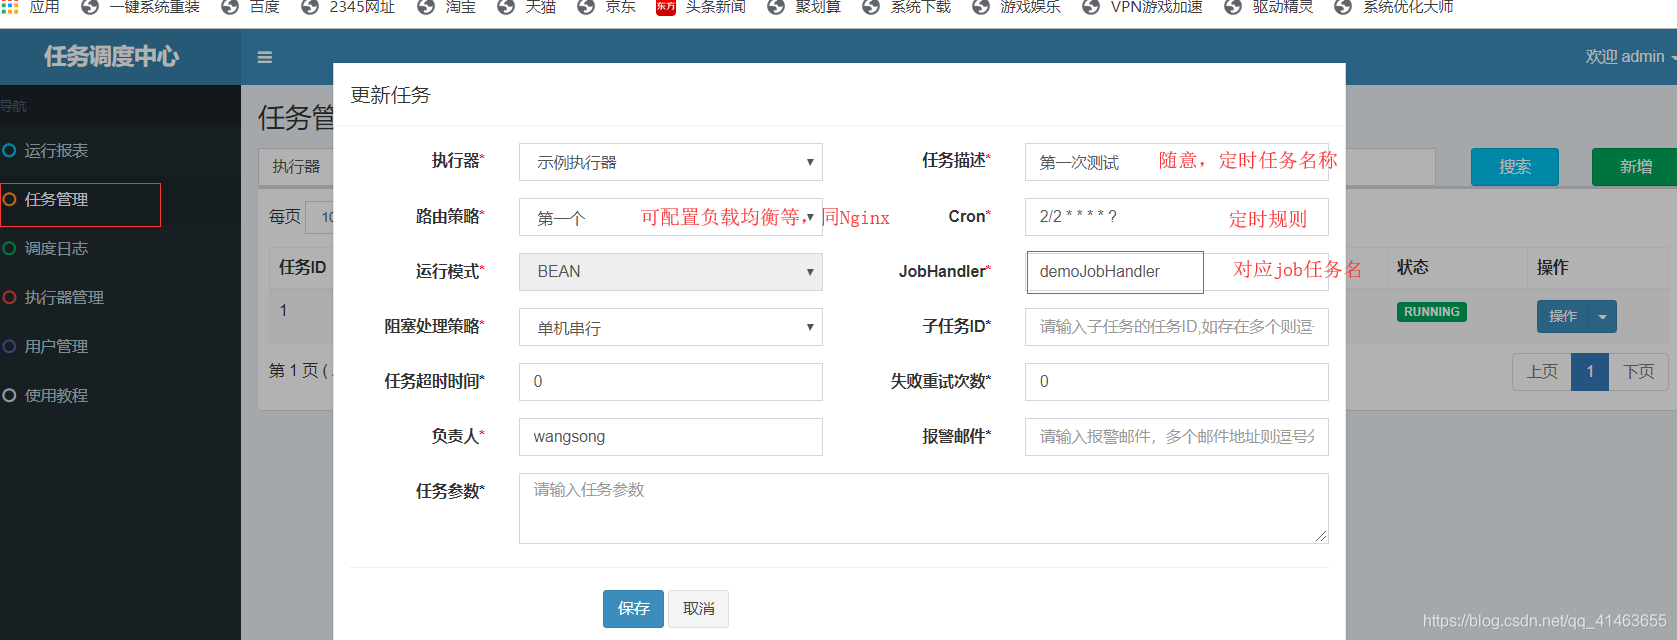 应用 一键系统重装 百度 2345网址 淘宝 天猫 京东 东方 头条新闻 聚划算 系统下载 游戏娱乐 VPN游戏加速 驱动精灵 系统优化大师
任务调度中心 欢迎 admin
导航
运行报表
任务管理
调度日志
执行器管理
用户管理
使用教程
任务管
执行器 搜索 新增
每页 10
任务ID 状态 操作
1 RUNNING 操作
第 1 页 ( 上页 1 下页
更新任务
执行器* 示例执行器 任务描述* 第一次测试 随意，定时任务名称
路由策略* 第一个 可配置负载均衡等，同Nginx Cron* 2/2 * * * * ? 定时规则
运行模式* BEAN JobHandler* demoJobHandler 对应job任务名
阻塞处理策略* 单机串行 子任务ID* 请输入子任务的任务ID,如存在多个则逗
任务超时时间* 0 失败重试次数* 0
负责人* wangsong 报警邮件* 请输入报警邮件，多个邮件地址则逗号分
任务参数* 请输入任务参数
保存 取消
https://blog.csdn.net/qq_41463655